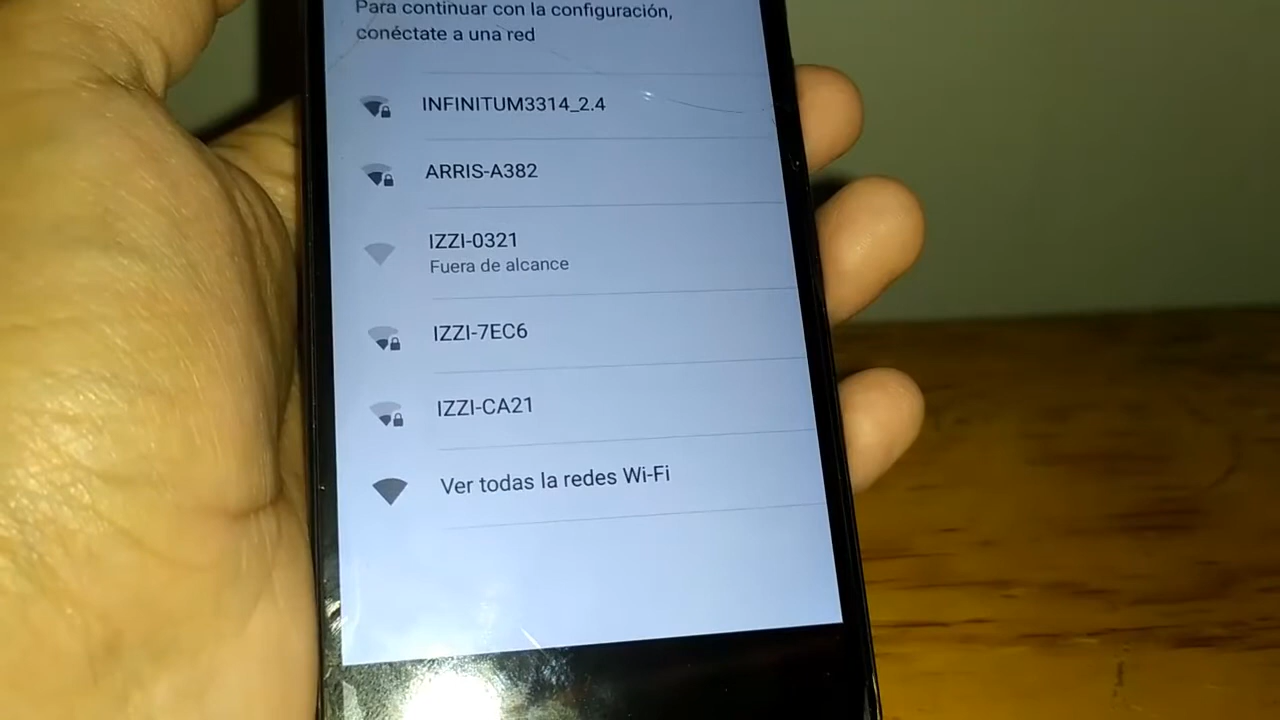 Para continuar con la configuración,
conéctate a una red
INFINITUM3314_2.4
ARRIS-A382
IZZI-0321
Fuera de alcance
IZZI-7EC6
IZZI-CA21
Ver todas la redes Wi-Fi